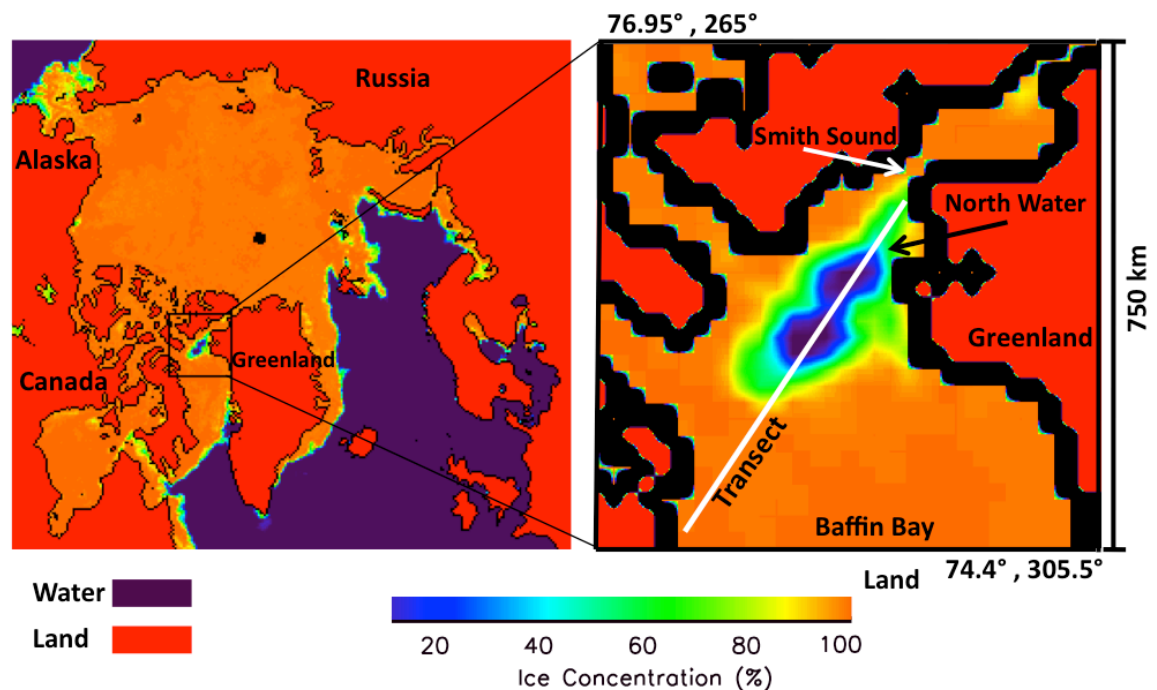 76.95° , 265°
Russia
Alaska
Smith Sound
North Water
750 km
Greenland
Greenland
Canada
Transect
Baffin Bay
Land
74.4° , 305.5°
Water
Land
20 40 60 80 100
Ice Concentration (%)